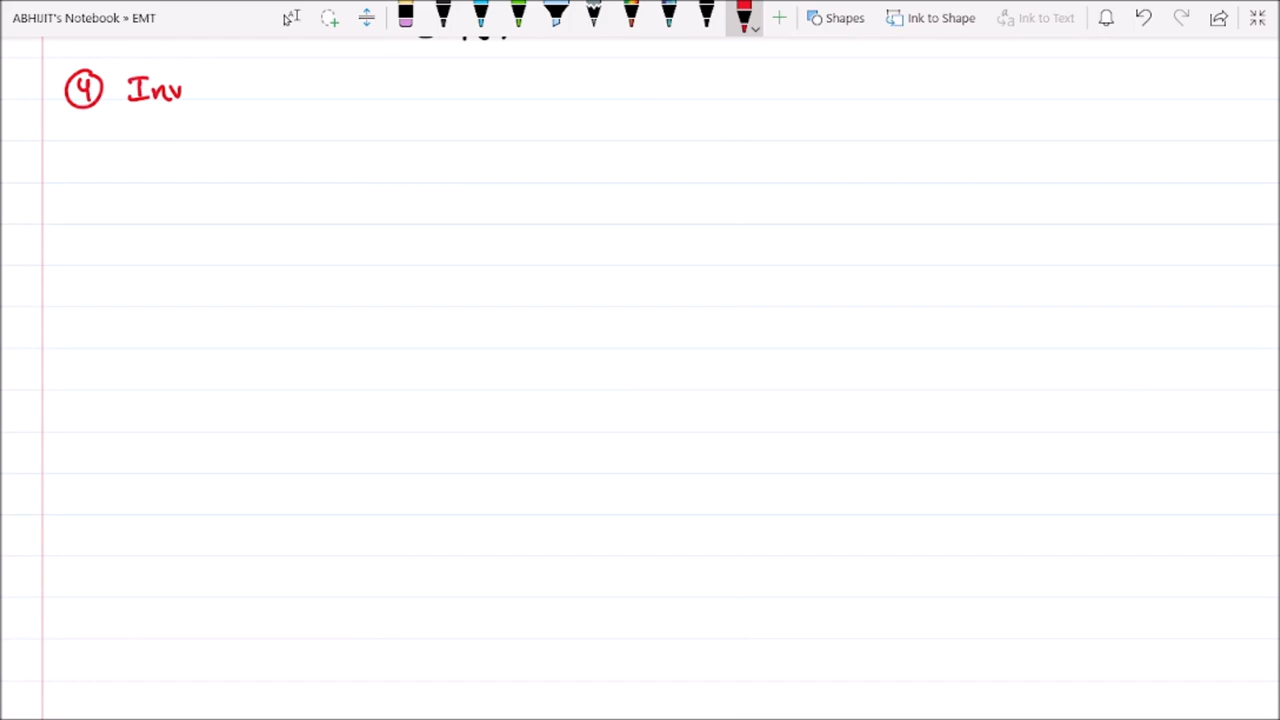 ABHIJIT's Notebook » EMT
Shapes
Ink to Shape
Ink to Text
④ Inv